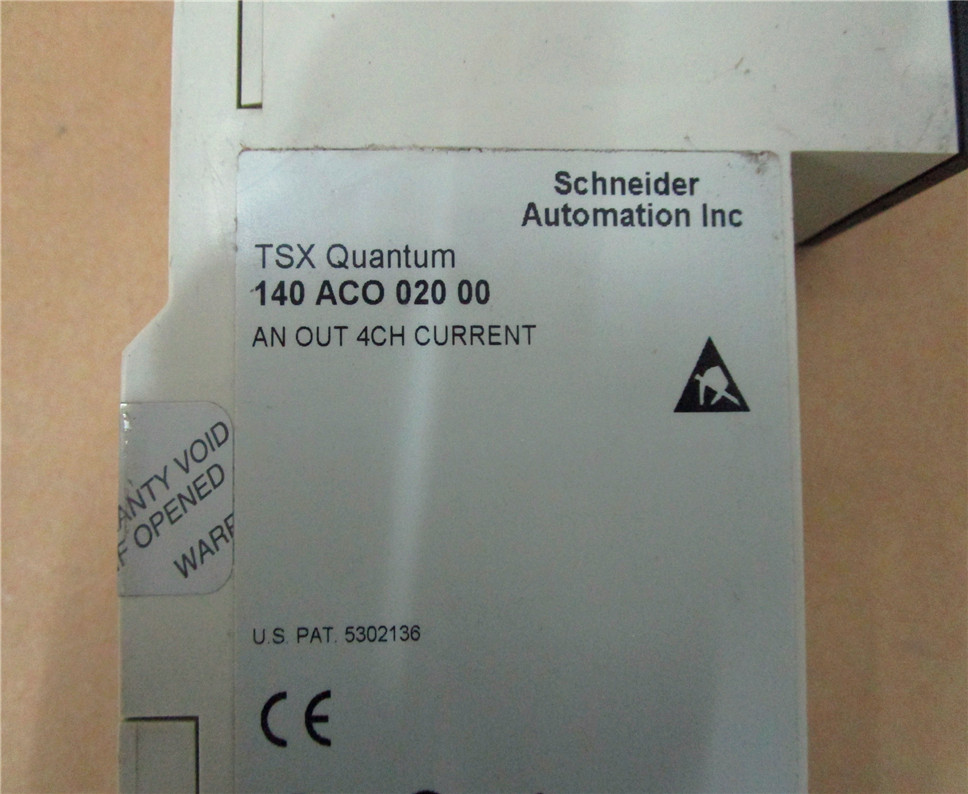 Schneider
Automation Inc
TSX Quantum
140 ACO 020 00
AN OUT 4CH CURRENT
ANTY VOID
F OPENED
WARR
U.S. PAT. 5302136
CE